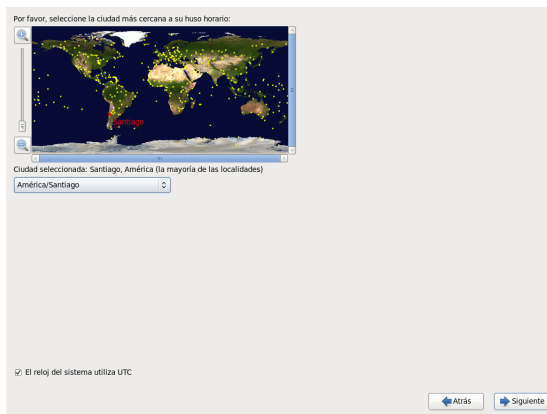 Por favor, seleccione la ciudad más cercana a su huso horario:
Santiago
Ciudad seleccionada: Santiago, América (la mayoría de las localidades)
América/Santiago
El reloj del sistema utiliza UTC
Atrás
Siguiente